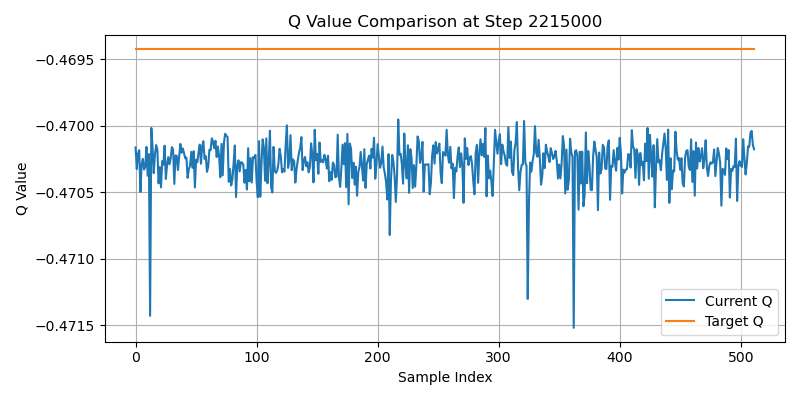 Q Value Comparison at Step 2215000
Q Value
−0.4695
−0.4700
−0.4705
−0.4710
−0.4715
0 100 200 300 400 500
Sample Index
Current Q
Target Q